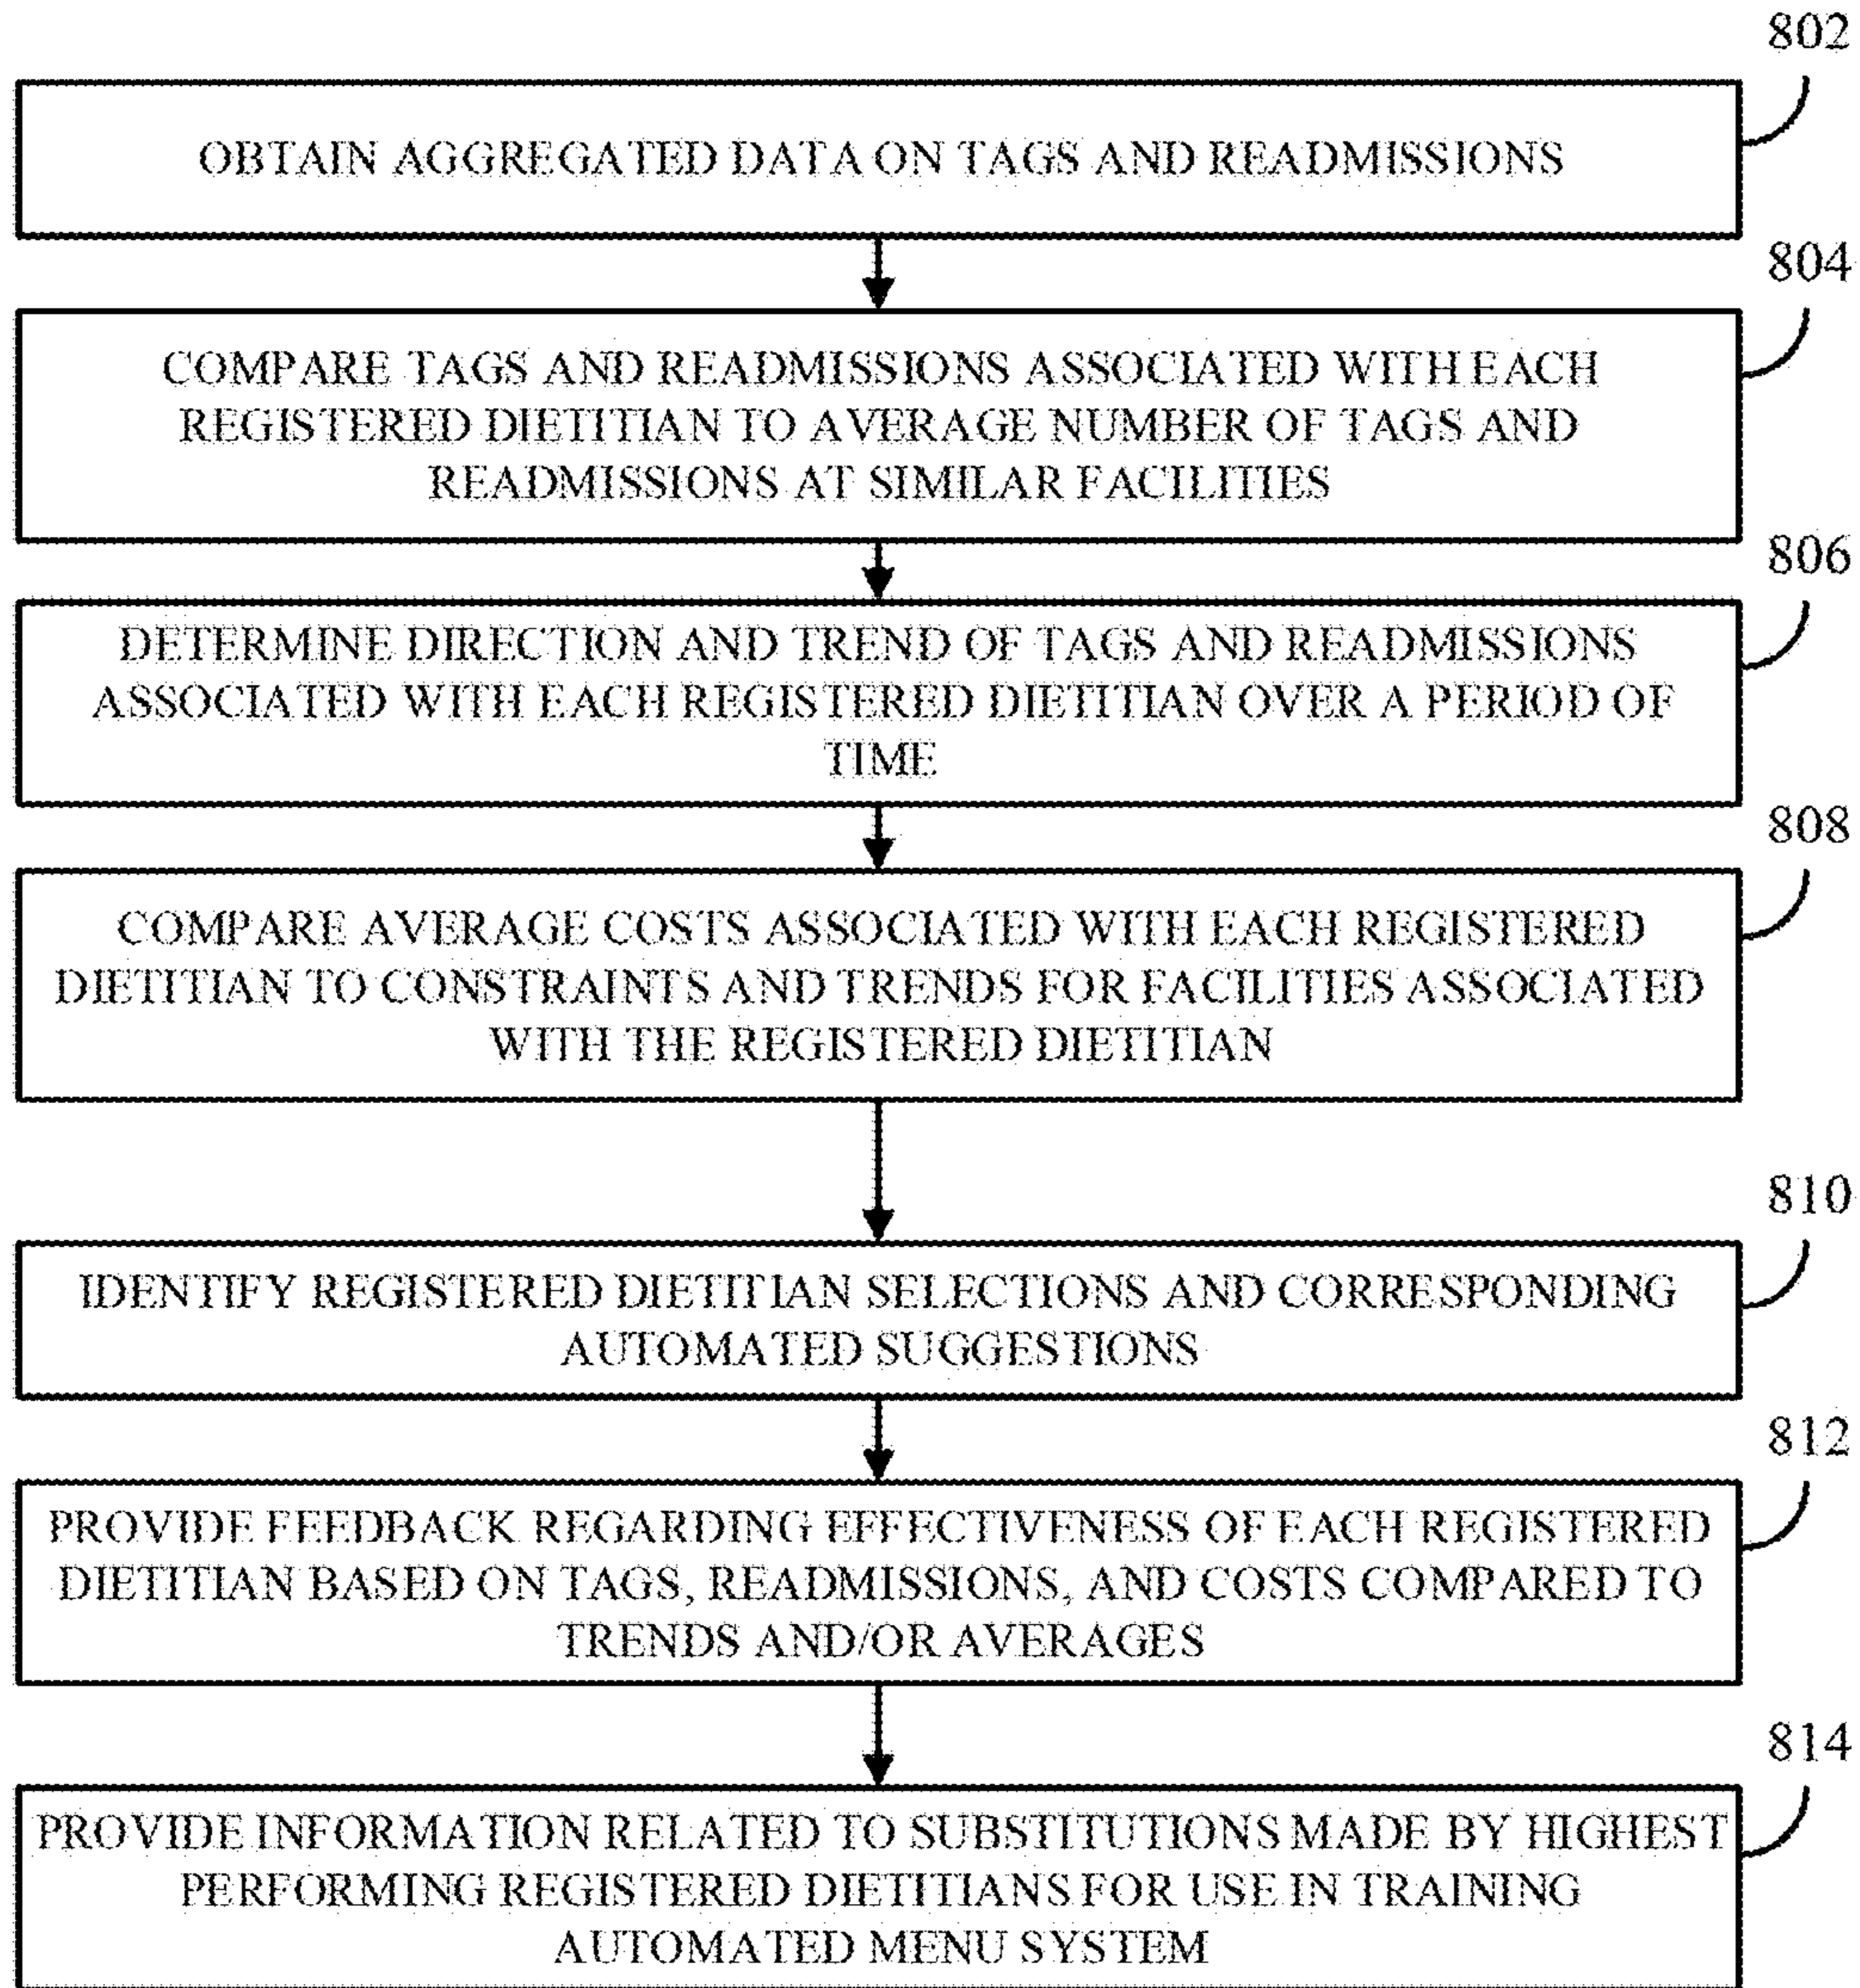 802
OBTAIN AGGREGATED DATA ON TAGS AND READMISSIONS
804
COMPARE TAGS AND READMISSIONS ASSOCIATED WITH EACH
REGISTERED DIETITIAN TO AVERAGE NUMBER OF TAGS AND
READMISSIONS AT SIMILAR FACILITIES
806
DETERMINE DIRECTION AND TREND OF TAGS AND READMISSIONS
ASSOCIATED WITH EACH REGISTERED DIETITIAN OVER A PERIOD OF
TIME
808
COMPARE AVERAGE COSTS ASSOCIATED WITH EACH REGISTERED
DIETITIAN TO CONSTRAINTS AND TRENDS FOR FACILITIES ASSOCIATED
WITH THE REGISTERED DIETITIAN
810
IDENTIFY REGISTERED DIETITIAN SELECTIONS AND CORRESPONDING
AUTOMATED SUGGESTIONS
812
PROVIDE FEEDBACK REGARDING EFFECTIVENESS OF EACH REGISTERED
DIETITIAN BASED ON TAGS, READMISSIONS, AND COSTS COMPARED TO
TRENDS AND/OR AVERAGES
814
PROVIDE INFORMATION RELATED TO SUBSTITUTIONS MADE BY HIGHEST
PERFORMING REGISTERED DIETITIANS FOR USE IN TRAINING
AUTOMATED MENU SYSTEM